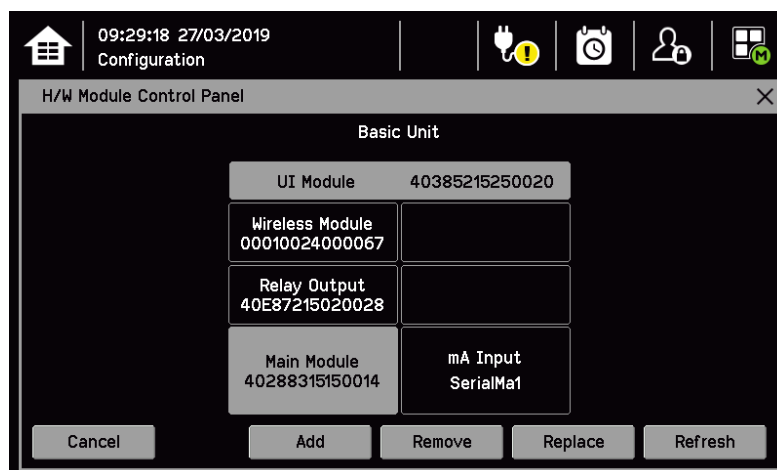 09:29:18 27/03/2019
Configuration
M
H/W Module Control Panel
Basic Unit
UI Module 40385215250020
Wireless Module
00010024000067
Relay Output
40E87215020028
Main Module
40288315150014
mA Input
SerialMa1
Cancel Add Remove Replace Refresh